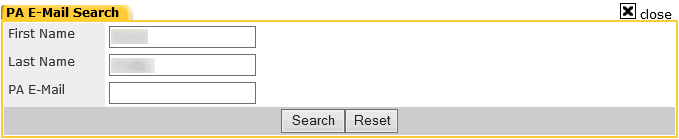 PA E-Mail Search close
First Name
Last Name
PA E-Mail
Search Reset